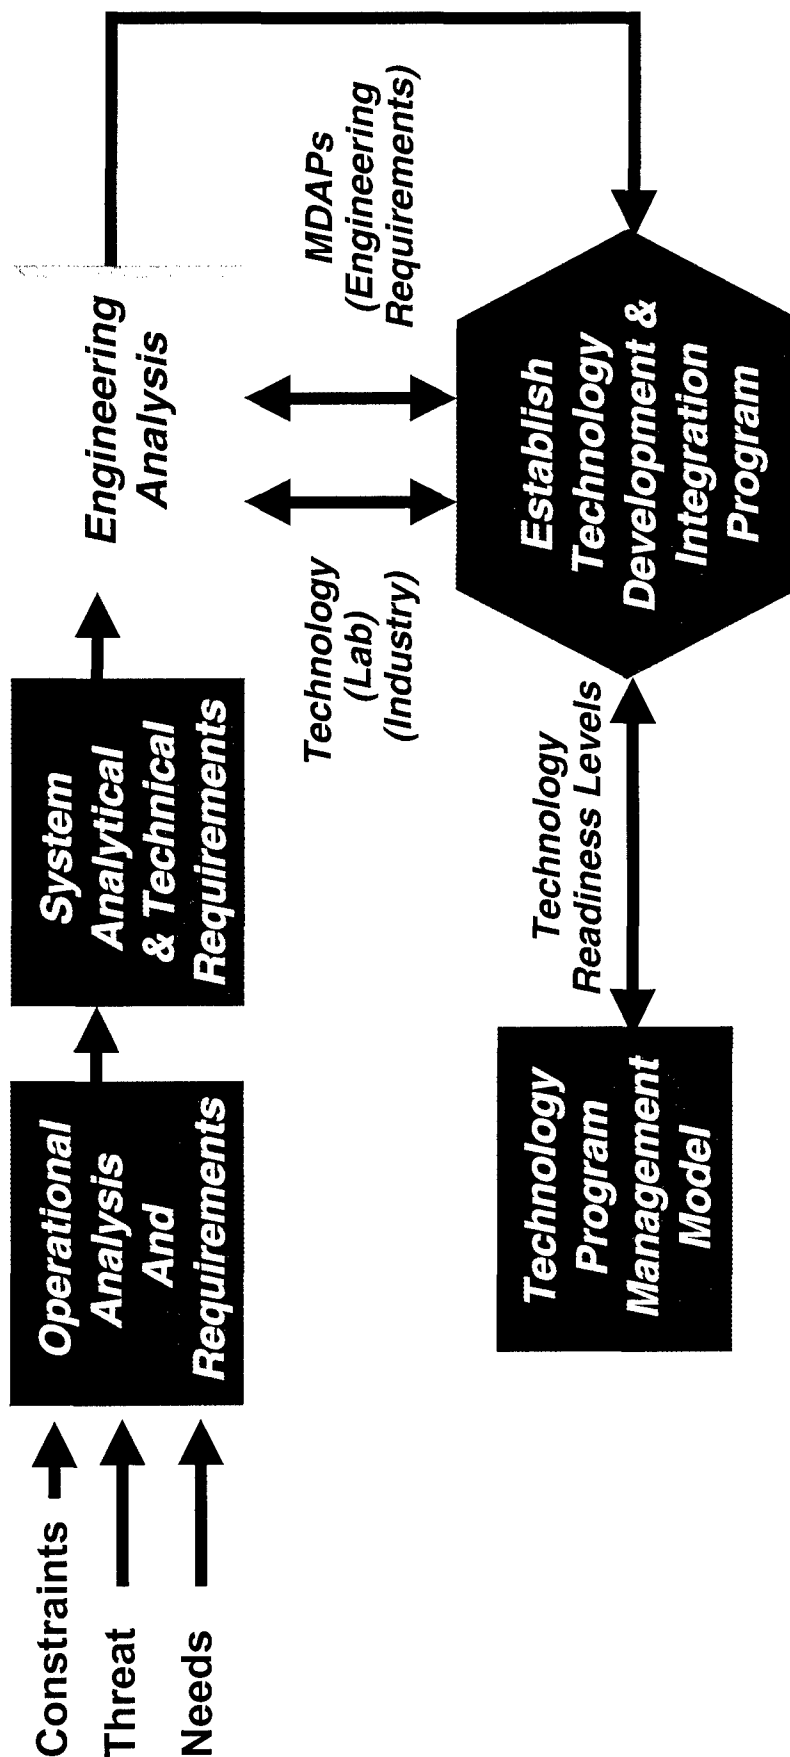 Constraints
Threat
Needs
Operational
Analysis
And
Requirements
System
Analytical
& Technical
Requirements
Engineering
Analysis
Technology
(Lab)
(Industry)
MDAPs
(Engineering
Requirements)
Technology
Program
Management
Model
Technology
Readiness Levels
Establish
Technology
Development &
Integration
Program